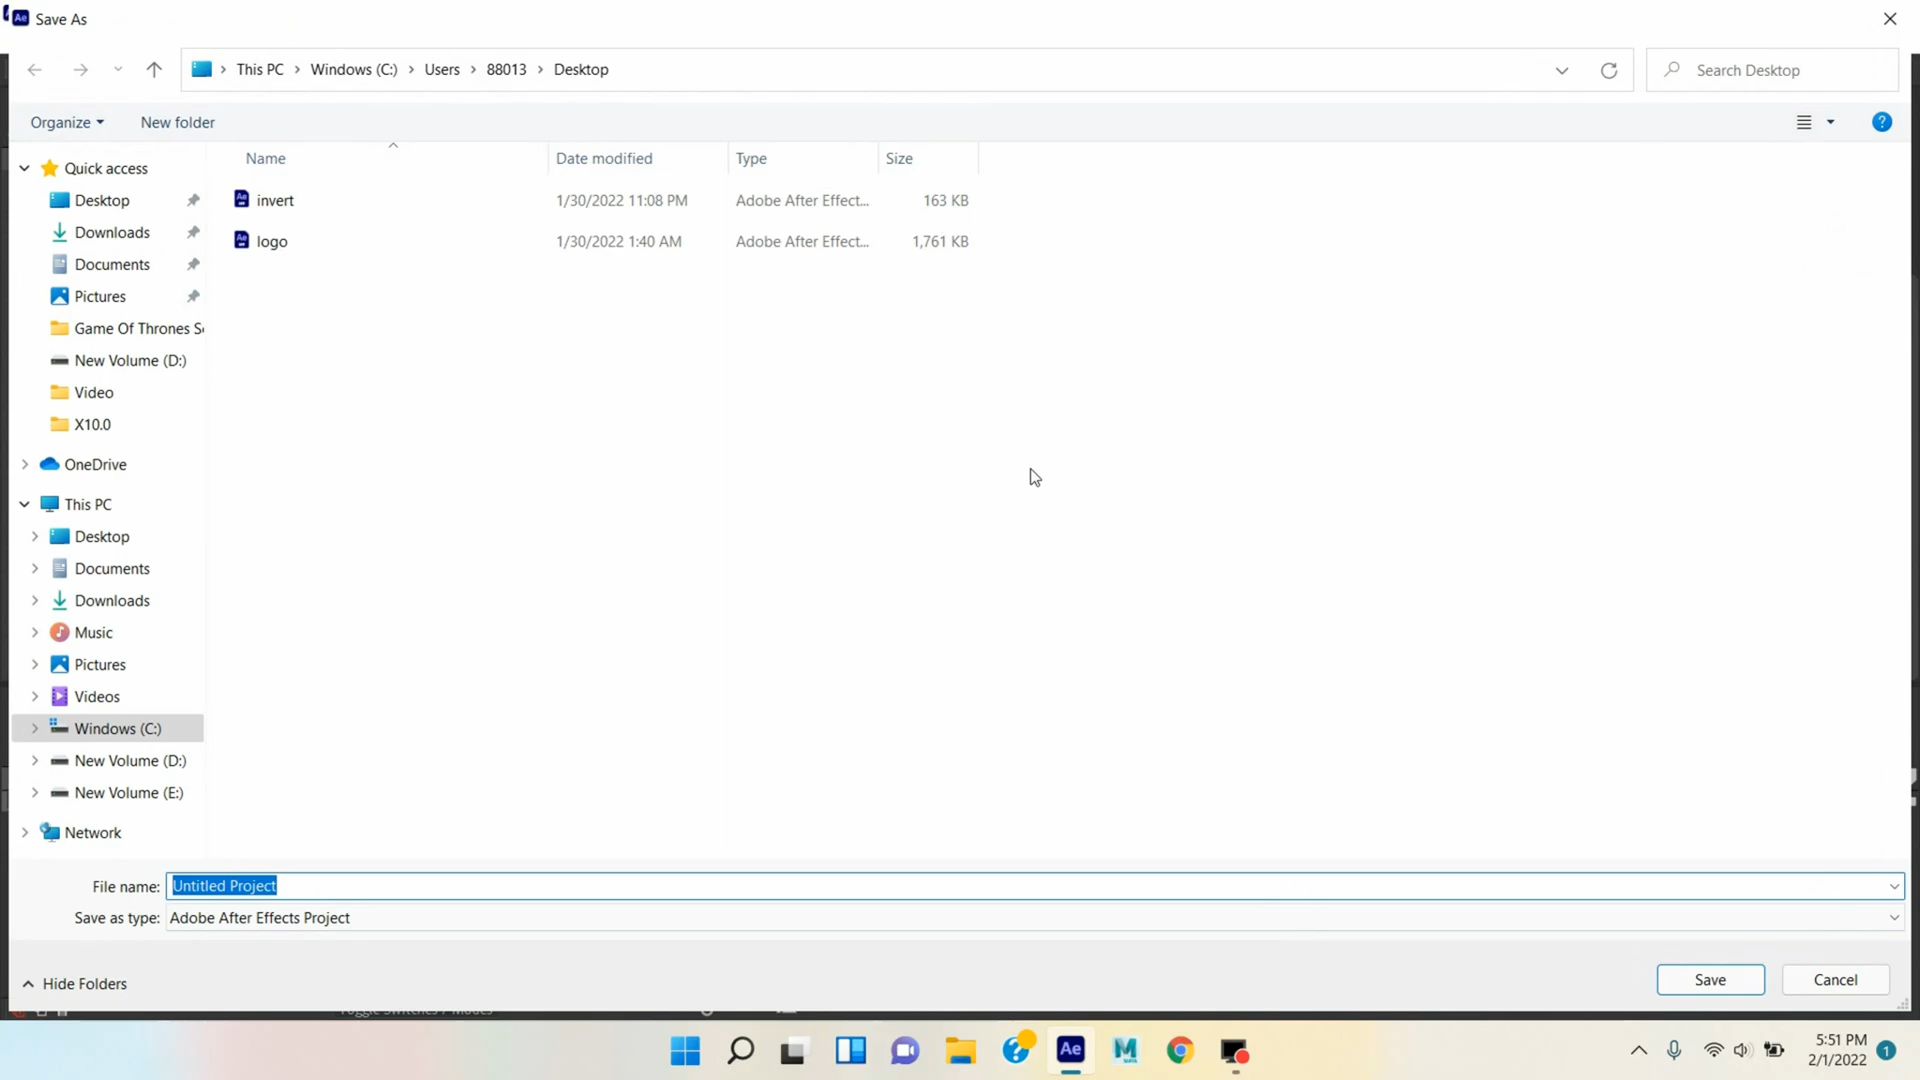 Ae Save As
This PC Windows (C:) Users 88013 Desktop
Search Desktop
Organize New folder
Name Date modified Type Size
invert 1/30/2022 11:08 PM Adobe After Effect... 163 KB
logo 1/30/2022 1:40 AM Adobe After Effect... 1,761 KB
Quick access
Desktop
Downloads
Documents
Pictures
Game Of Thrones Se
New Volume (D:)
Video
X10.0
OneDrive
This PC
Desktop
Documents
Downloads
Music
Pictures
Videos
Windows (C:)
New Volume (D:)
New Volume (E:)
Network
File name: Untitled Project
Save as type: Adobe After Effects Project
Hide Folders
Save Cancel
Ae M
5:51 PM
2/1/2022 1